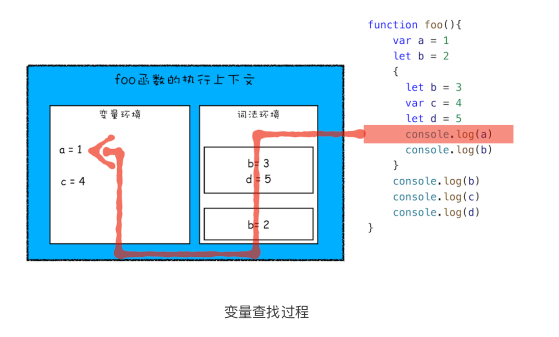 foo函数的执行上下文
变量环境
a = 1
c = 4
词法环境
b= 3
d = 5
b= 2
function foo(){
    var a = 1
    let b = 2
    {
      let b = 3
      var c = 4
      let d = 5
      console.log(a)
      console.log(b)
    }
    console.log(b)
    console.log(c)
    console.log(d)
}
变量查找过程